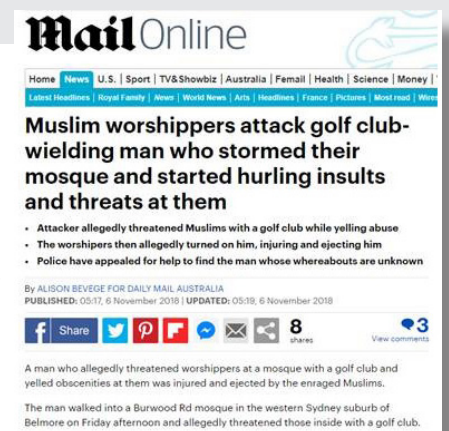 Mail Online
Home News U.S. | Sport | TV&Showbiz | Australia | Femail | Health | Science | Money |
Latest Headlines | Royal Family | News | World News | Arts | Headlines | France | Pictures | Most read | Wires
Muslim worshippers attack golf club-
wielding man who stormed their
mosque and started hurling insults
and threats at them
• Attacker allegedly threatened Muslims with a golf club while yelling abuse
• The worshipers then allegedly turned on him, injuring and ejecting him
• Police have appealed for help to find the man whose whereabouts are unknown
By ALISON BEVEGE FOR DAILY MAIL AUSTRALIA
PUBLISHED: 05:17, 6 November 2018 | UPDATED: 05:19, 6 November 2018
Share 8 shares 3 View comments
A man who allegedly threatened worshippers at a mosque with a golf club and
yelled obscenities at them was injured and ejected by the enraged Muslims.
The man walked into a Burwood Rd mosque in the western Sydney suburb of
Belmore on Friday afternoon and allegedly threatened those inside with a golf club.